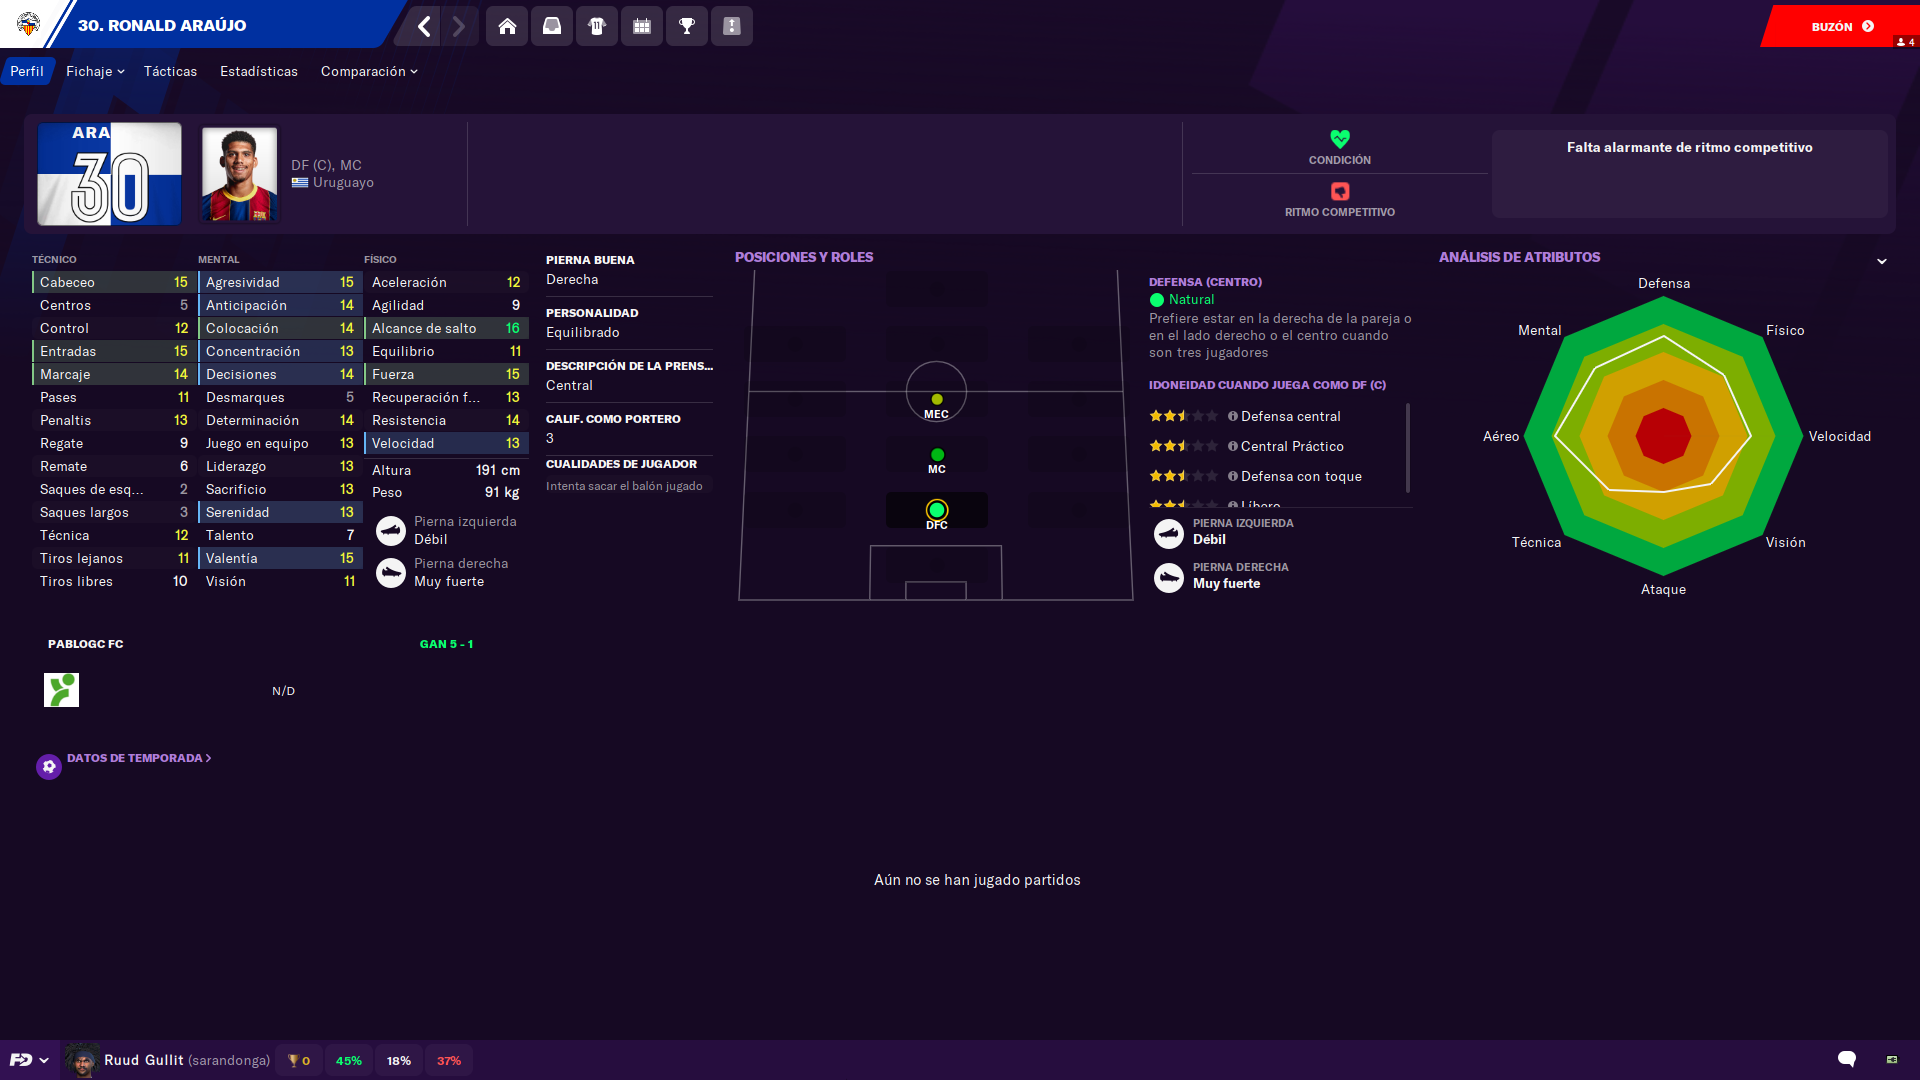 30. RONALD ARAÚJO
11
BUZÓN
4
Perfil
Fichaje
Tácticas
Estadísticas
Comparación
ARA
30
DF (C), MC
Uruguayo
CONDICIÓN
RITMO COMPETITIVO
Falta alarmante de ritmo competitivo
TÉCNICO
Cabeceo 15
Centros 5
Control 12
Entradas 15
Marcaje 14
Pases 11
Penaltis 13
Regate 9
Remate 6
Saques de esq... 2
Saques largos 3
Técnica 12
Tiros lejanos 11
Tiros libres 10
MENTAL
Agresividad 15
Anticipación 14
Colocación 14
Concentración 13
Decisiones 14
Desmarques 5
Determinación 14
Juego en equipo 13
Liderazgo 13
Sacrificio 13
Serenidad 13
Talento 7
Valentía 15
Visión 11
FÍSICO
Aceleración 12
Agilidad 9
Alcance de salto 16
Equilibrio 11
Fuerza 15
Recuperación f... 13
Resistencia 14
Velocidad 13
Altura 191 cm
Peso 91 kg
Pierna izquierda
Débil
Pierna derecha
Muy fuerte
PIERNA BUENA
Derecha
PERSONALIDAD
Equilibrado
DESCRIPCIÓN DE LA PRENS...
Central
CALIF. COMO PORTERO
3
CUALIDADES DE JUGADOR
Intenta sacar el balón jugado
POSICIONES Y ROLES
MEC
MC
DFC
DEFENSA (CENTRO)
Natural
Prefiere estar en la derecha de la pareja o
en el lado derecho o el centro cuando
son tres jugadores
IDONEIDAD CUANDO JUEGA COMO DF (C)
Defensa central
Central Práctico
Defensa con toque
Líbero
PIERNA IZQUIERDA
Débil
PIERNA DERECHA
Muy fuerte
ANÁLISIS DE ATRIBUTOS
Defensa
Mental
Físico
Aéreo
Velocidad
Técnica
Visión
Ataque
PABLOGC FC
GAN 5 - 1
N/D
DATOS DE TEMPORADA
Aún no se han jugado partidos
FD
Ruud Gullit (sarandonga)
0
45%
18%
37%